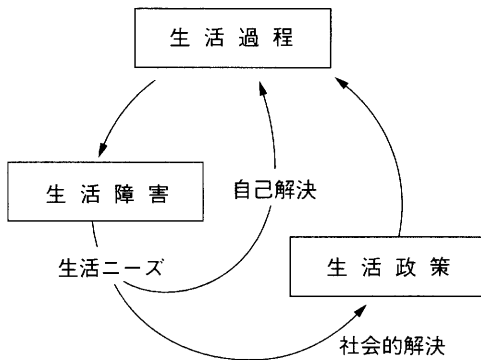 生活過程
生活障害
自己解決
生活ニーズ
生活政策
社会的解決